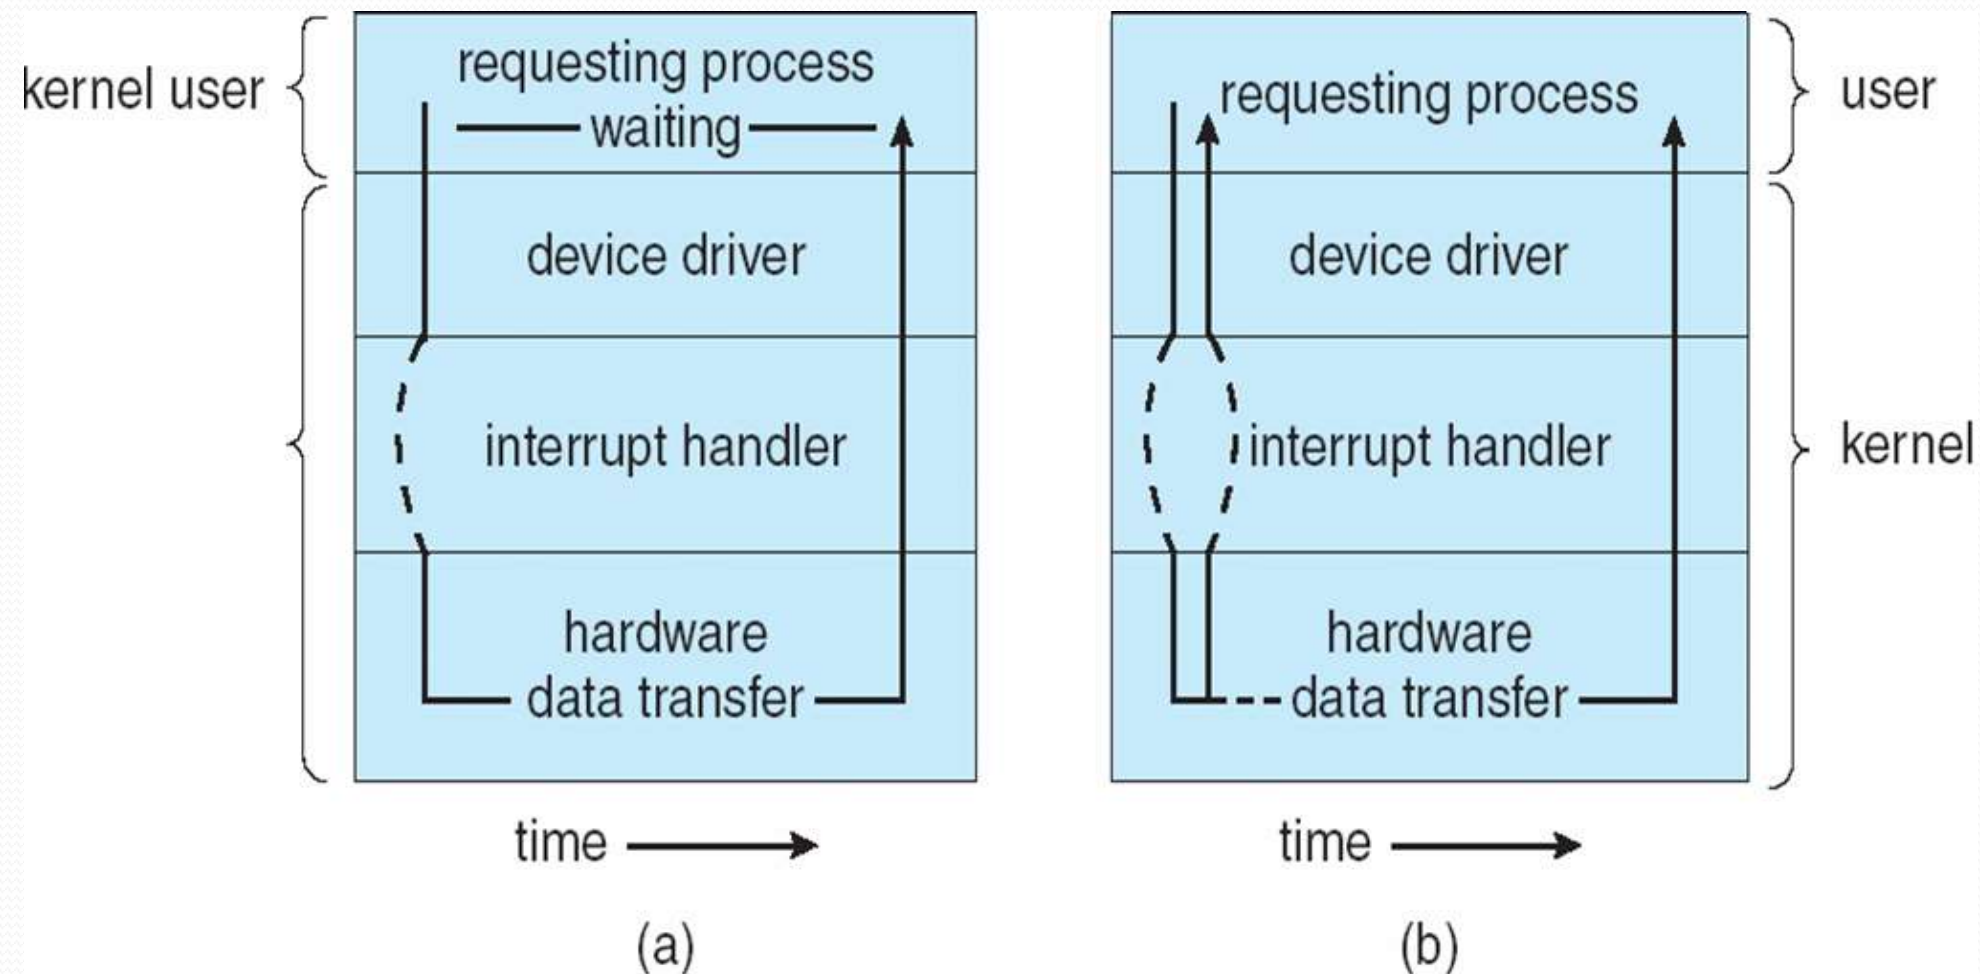 kernel user
requesting process
waiting
device driver
interrupt handler
hardware
data transfer
time
(a)
requesting process
device driver
interrupt handler
hardware
data transfer
time
(b)
user
kernel